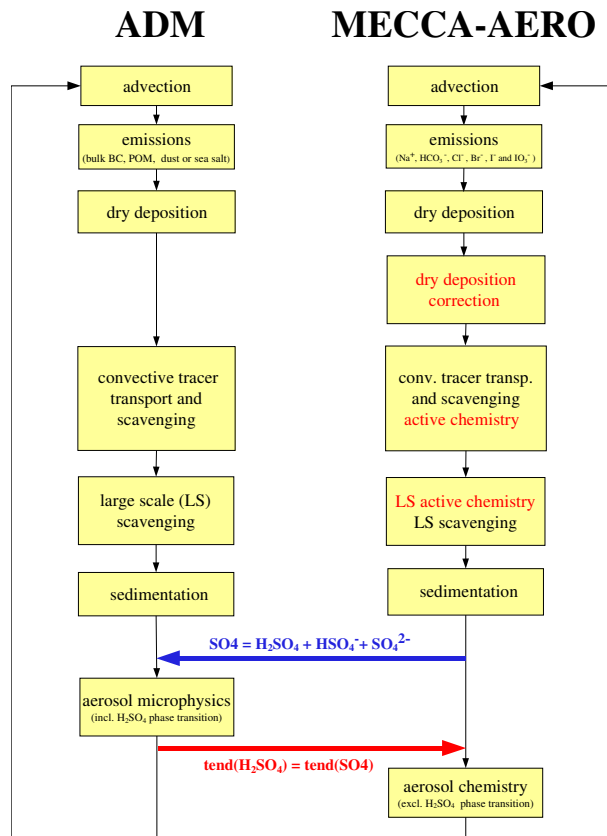 ADM
advection
emissions
(bulk BC, POM, dust or sea salt)
dry deposition
convective tracer
transport and
scavenging
large scale (LS)
scavenging
sedimentation
aerosol microphysics
(incl. H₂SO₄ phase transition)
MECCA-AERO
advection
emissions
(Na⁺, HCO₃⁻, Cl⁻, Br⁻, I⁻ and IO₃⁻)
dry deposition
dry deposition
correction
conv. tracer transp.
and scavenging
active chemistry
LS active chemistry
LS scavenging
sedimentation
SO4 = H₂SO₄ + HSO₄⁻ + SO₄²⁻
tend(H₂SO₄) = tend(SO4)
aerosol chemistry
(excl. H₂SO₄ phase transition)